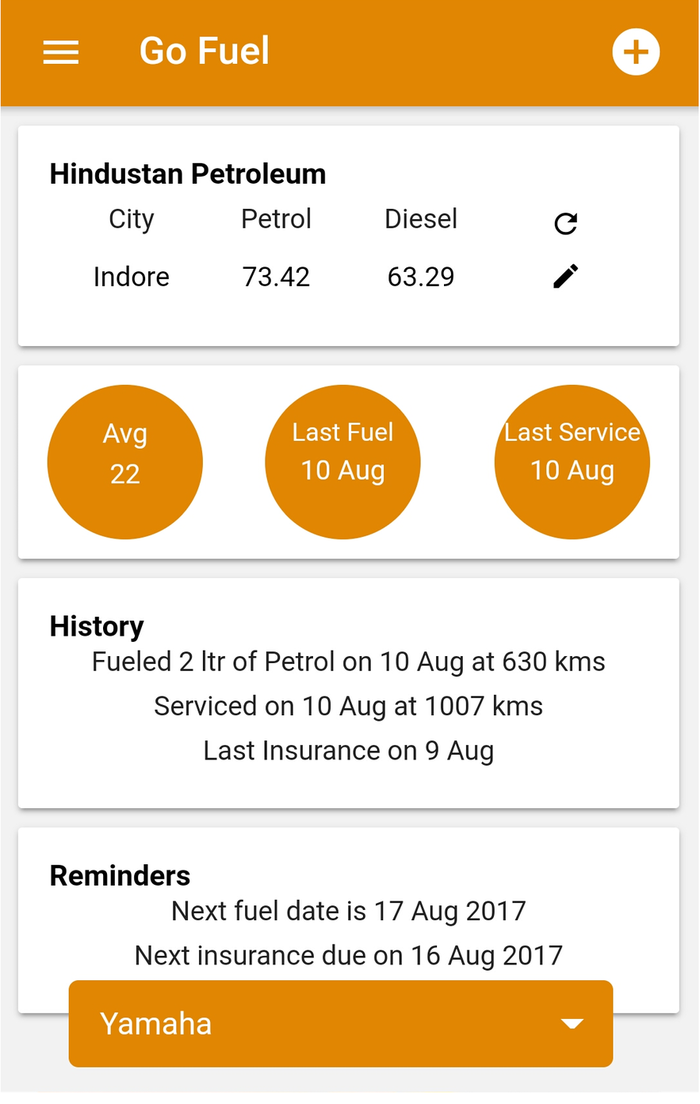 Go Fuel
Hindustan Petroleum
City Petrol Diesel
Indore 73.42 63.29
Avg
22
Last Fuel
10 Aug
Last Service
10 Aug
History
Fueled 2 ltr of Petrol on 10 Aug at 630 kms
Serviced on 10 Aug at 1007 kms
Last Insurance on 9 Aug
Reminders
Next fuel date is 17 Aug 2017
Next insurance due on 16 Aug 2017
Yamaha